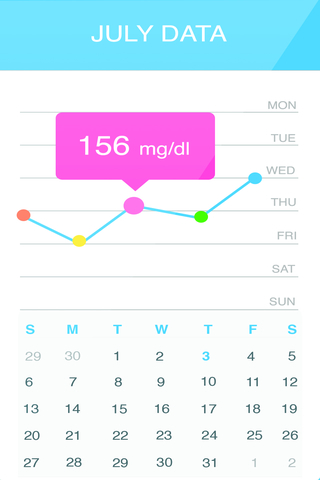 JULY DATA
MON
156 mg/dl
TUE
WED
THU
FRI
SAT
SUN
S M T W T F S
29 30 1 2 3 4 5
6 7 8 9 10 11 12
13 14 15 16 17 18 19
20 21 22 23 24 25 26
27 28 29 30 31 1 2